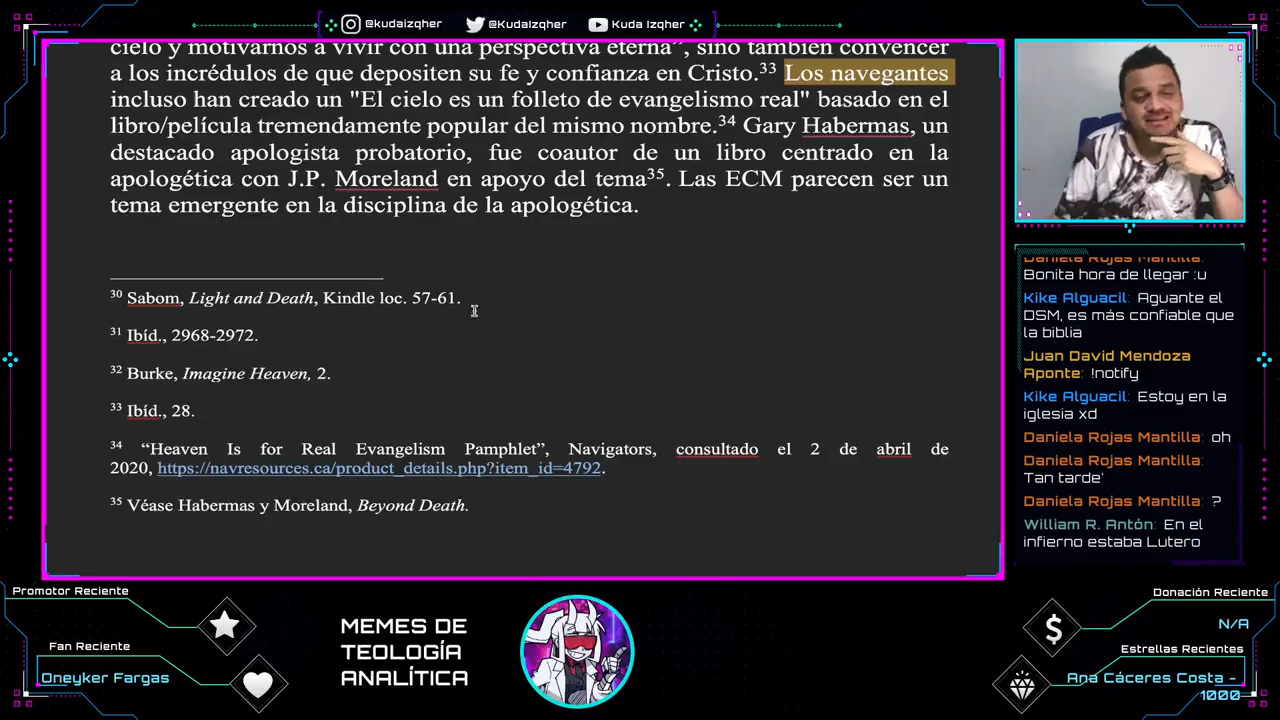 @kudaizqher
@KudaIzqher
Kuda Izqher
cielo y motivarnos a vivir con una perspectiva eterna”, sino también convencer
a los incrédulos de que depositen su fe y confianza en Cristo.³³ Los navegantes
incluso han creado un "El cielo es un folleto de evangelismo real" basado en el
libro/película tremendamente popular del mismo nombre.³⁴ Gary Habermas, un
destacado apologista probatorio, fue coautor de un libro centrado en la
apologética con J.P. Moreland en apoyo del tema³⁵. Las ECM parecen ser un
tema emergente en la disciplina de la apologética.
³⁰ Sabom, Light and Death, Kindle loc. 57-61.
³¹ Ibíd., 2968-2972.
³² Burke, Imagine Heaven, 2.
³³ Ibíd., 28.
³⁴ “Heaven Is for Real Evangelism Pamphlet”, Navigators, consultado el 2 de abril de
2020, https://navresources.ca/product_details.php?item_id=4792.
³⁵ Véase Habermas y Moreland, Beyond Death.
Daniela Rojas Mantilla:
Bonita hora de llegar :u
Kike Alguacil: Aguante el
DSM, es más confiable que
la biblia
Juan David Mendoza
Aponte: !notify
Kike Alguacil: Estoy en la
iglesia xd
Daniela Rojas Mantilla: oh
Daniela Rojas Mantilla:
Tan tarde'
Daniela Rojas Mantilla: ?
William R. Antón: En el
infierno estaba Lutero
Promotor Reciente
Fan Reciente
Oneyker Fargas
MEMES DE
TEOLOGÍA
ANALÍTICA
Donación Reciente
N/A
Estrellas Recientes
Ana Cáceres Costa -
1000